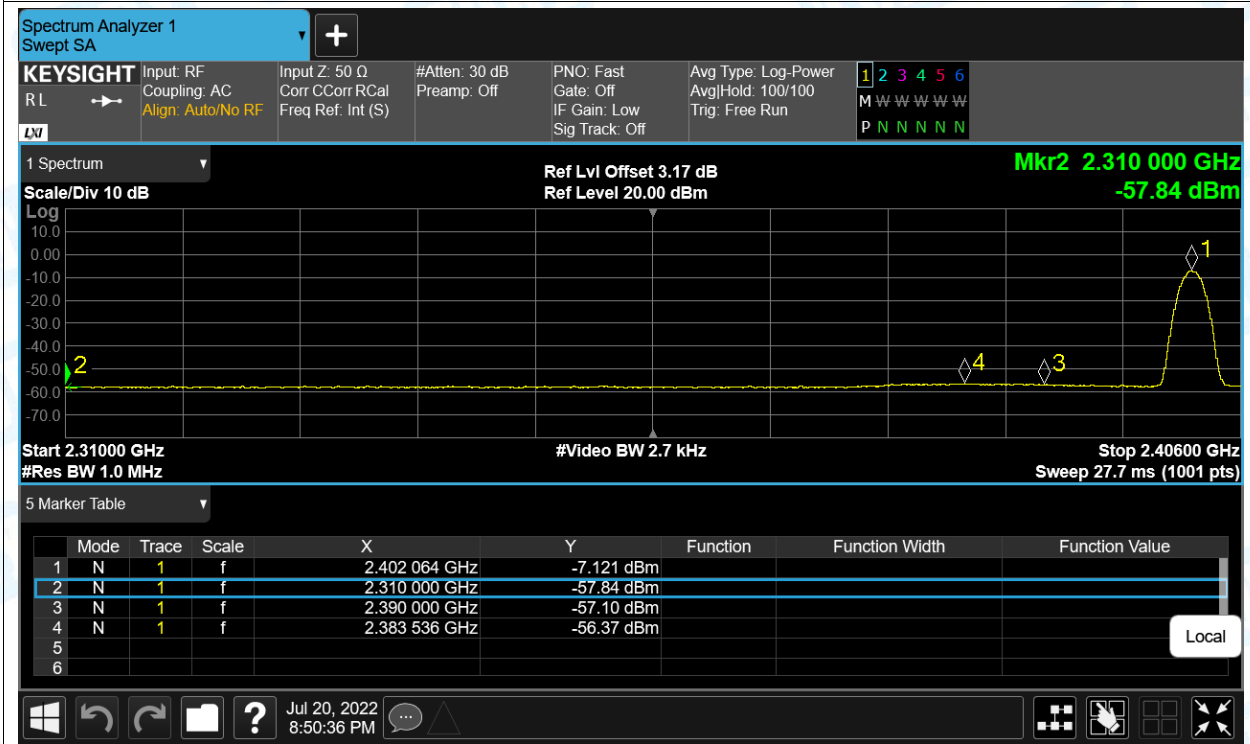 Spectrum Analyzer 1
Swept SA
+
KEYSIGHT
R L
LXI
Input: RF
Coupling: AC
Align: Auto/No RF
Input Z: 50 Ω
Corr CCorr RCal
Freq Ref: Int (S)
#Atten: 30 dB
Preamp: Off
PNO: Fast
Gate: Off
IF Gain: Low
Sig Track: Off
Avg Type: Log-Power
Avg|Hold: 100/100
Trig: Free Run
1 2 3 4 5 6
M W W W W W W
P N N N N N
1 Spectrum
Scale/Div 10 dB
Ref Lvl Offset 3.17 dB
Ref Level 20.00 dBm
Mkr2 2.310 000 GHz
-57.84 dBm
Log
10.0
0.00
-10.0
-20.0
-30.0
-40.0
-50.0
-60.0
-70.0
1
2
4
3
Start 2.31000 GHz
#Video BW 2.7 kHz
Stop 2.40600 GHz
#Res BW 1.0 MHz
Sweep 27.7 ms (1001 pts)
5 Marker Table
Mode Trace Scale X Y Function Function Width Function Value
1 N 1 f 2.402 064 GHz -7.121 dBm
2 N 1 f 2.310 000 GHz -57.84 dBm
3 N 1 f 2.390 000 GHz -57.10 dBm
4 N 1 f 2.383 536 GHz -56.37 dBm
5
6
Local
?
Jul 20, 2022
8:50:36 PM